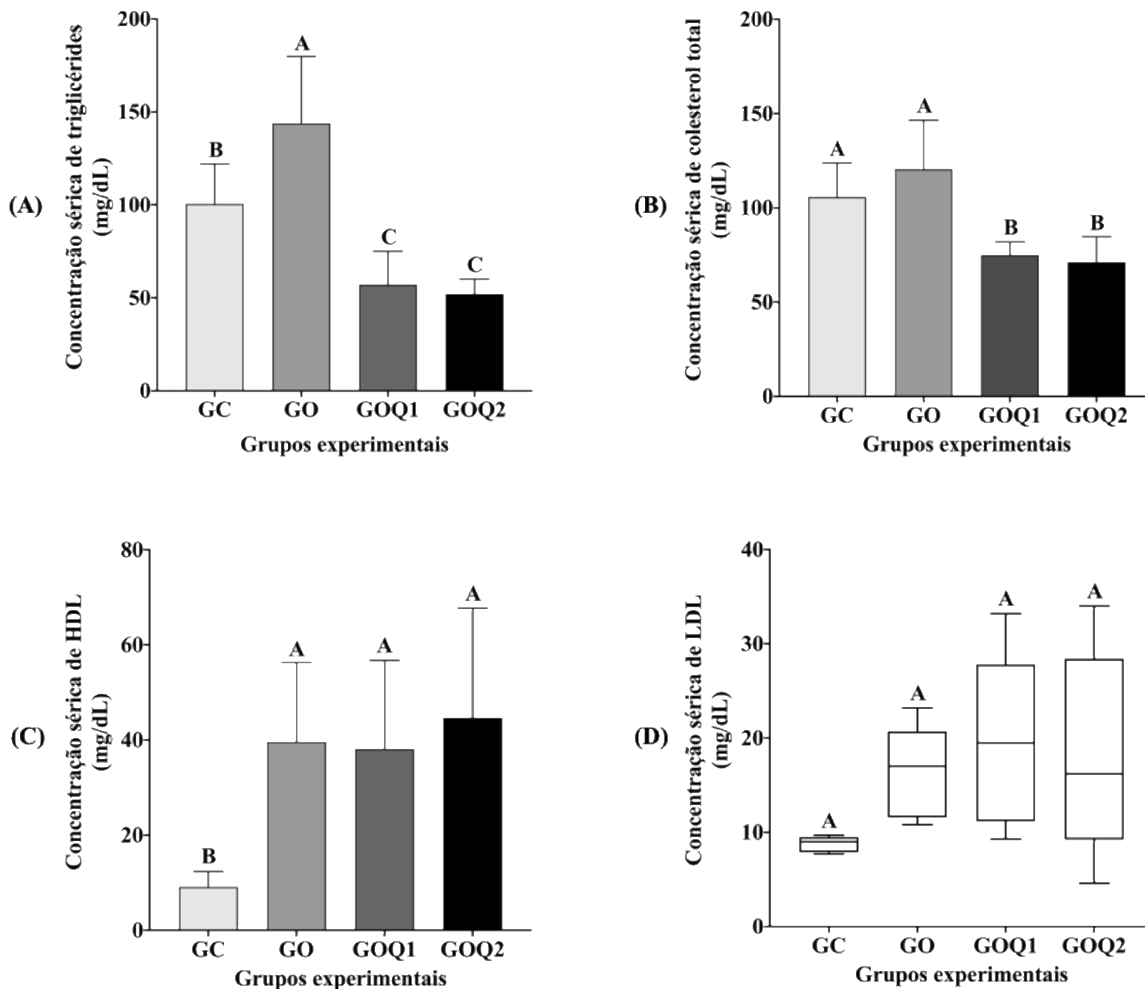 (A)
Concentração sérica de triglicérides
(mg/dL)
200
150
100
50
0
B
A
C
C
GC GO GOQ1 GOQ2
Grupos experimentais
(B)
Concentração sérica de colesterol total
(mg/dL)
200
150
100
50
0
A
A
B
B
GC GO GOQ1 GOQ2
Grupos experimentais
(C)
Concentração sérica de HDL
(mg/dL)
80
60
40
20
0
B
A
A
A
GC GO GOQ1 GOQ2
Grupos experimentais
(D)
Concentração sérica de LDL
(mg/dL)
40
30
20
10
0
A
A
A
A
GC GO GOQ1 GOQ2
Grupos experimentais